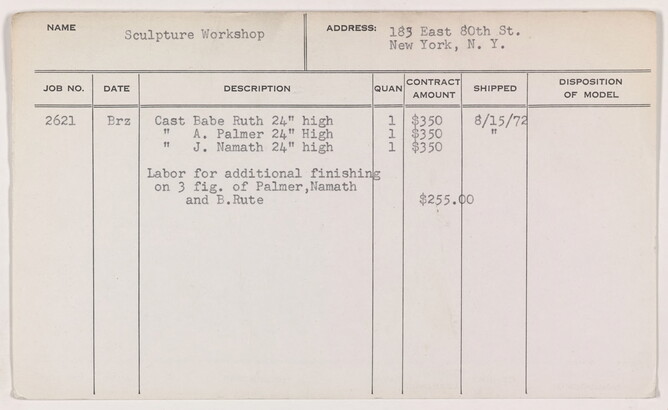 NAME Sculpture Workshop ADDRESS: 183 East 80th St.
New York, N. Y.
JOB NO. DATE DESCRIPTION QUAN CONTRACT AMOUNT SHIPPED DISPOSITION OF MODEL
2621 Brz Cast Babe Ruth 24" high 1 $350 8/15/72
" A. Palmer 24" High 1 $350 "
" J. Namath 24" high 1 $350
Labor for additional finishing
on 3 fig. of Palmer,Namath
and B.Rute $255.00